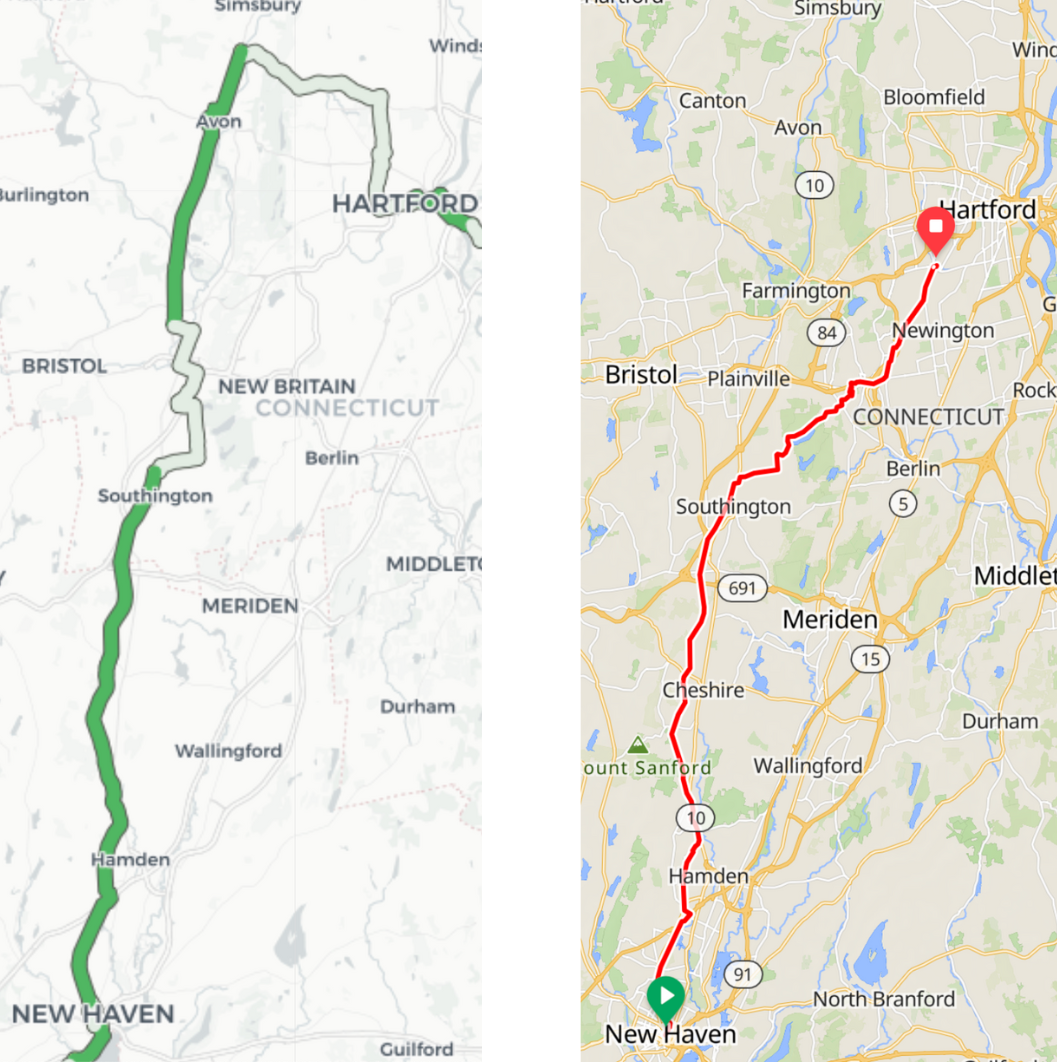 Simsbury
Winds
Avon
Burlington
HARTFORD
BRISTOL
NEW BRITAIN
CONNECTICUT
Berlin
Southington
MIDDLETO
MERIDEN
Durham
Wallingford
Hamden
NEW HAVEN
Guilford
Simsbury
Wind
Canton
Bloomfield
Avon
10
Hartford
Farmington
G
84
Newington
Bristol
Plainville
Rock
CONNECTICUT
Berlin
Southington
5
691
Middlet
Meriden
15
Cheshire
Durham
ount Sanford
Wallingford
10
Hamden
91
North Branford
New Haven